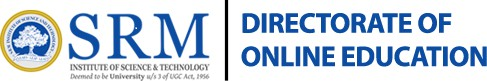 SRM
INSTITUTE OF SCIENCE & TECHNOLOGY
Deemed to be University u/s 3 of UGC Act, 1956
DIRECTORATE OF
ONLINE EDUCATION